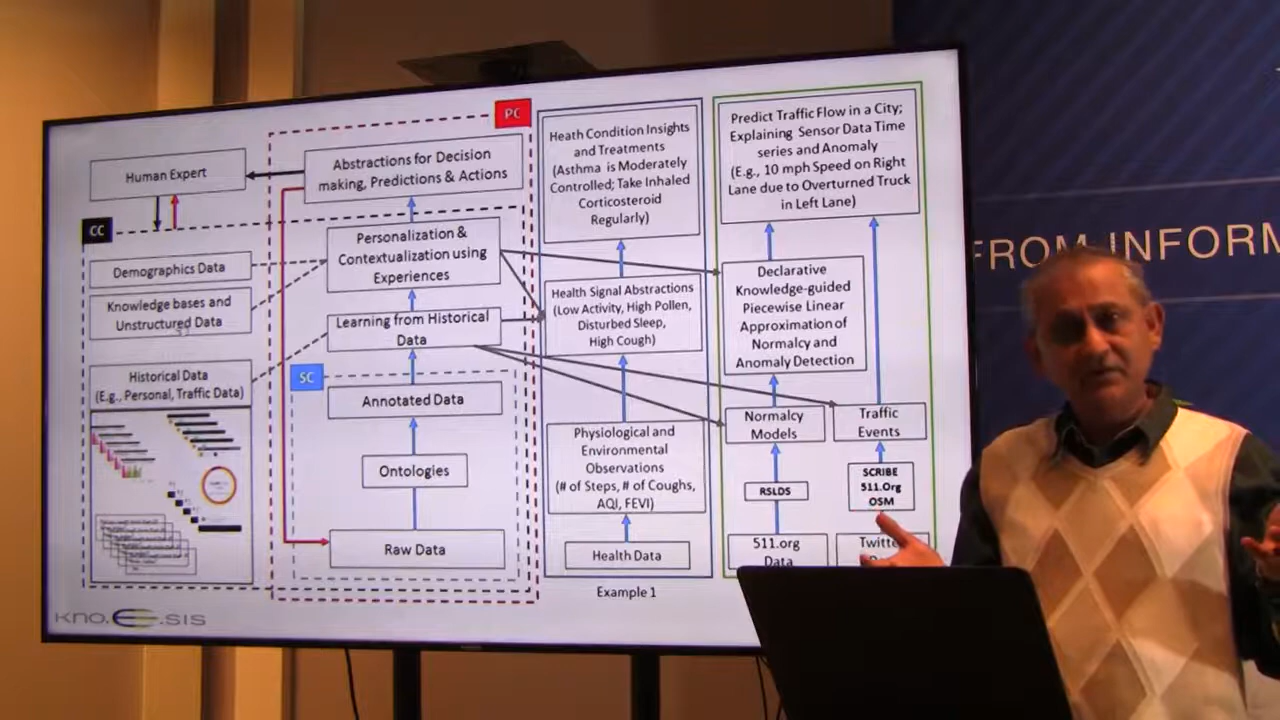 PC
Human Expert
Abstractions for Decision
making, Predictions & Actions
CC
Demographics Data
Knowledge bases and
Unstructured Data
Historical Data
(E.g., Personal, Traffic Data)
Personalization &
Contextualization using
Experiences
Learning from Historical
Data
SC
Annotated Data
Ontologies
Raw Data
Heath Condition Insights
and Treatments
(Asthma is Moderately
Controlled; Take Inhaled
Corticosteroid
Regularly)
Health Signal Abstractions
(Low Activity, High Pollen,
Disturbed Sleep,
High Cough)
Physiological and
Environmental
Observations
(# of Steps, # of Coughs,
AQI, FEVI)
Health Data
Example 1
Predict Traffic Flow in a City;
Explaining Sensor Data Time
series and Anomaly
(E.g., 10 mph Speed on Right
Lane due to Overturned Truck
in Left Lane)
Declarative
Knowledge-guided
Piecewise Linear
Approximation of
Normalcy and
Anomaly Detection
Normalcy
Models
Traffic
Events
RSLDS
SCRIBE
511.Org
OSM
511.org
Data
Twitt
kno.e.sis
FROM INFORM